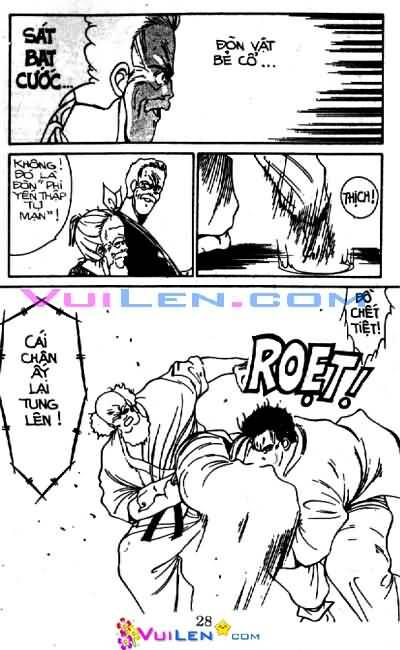 SÁT
BẠT
CƯỚC...
ĐÒN VẬT
BẺ CỔ...
KHÔNG!
ĐÓ LÀ
ĐÒN "PHI
YẾN THẬP
TỰ
MẠN"!
THỊCH!
VUILEN.COM
ĐỒ
CHẾT
TIỆT!
CÁI
CHÂN
ẤY
LẠI
TUNG
LÊN!
ROẸT!
28
VUILEN.COM